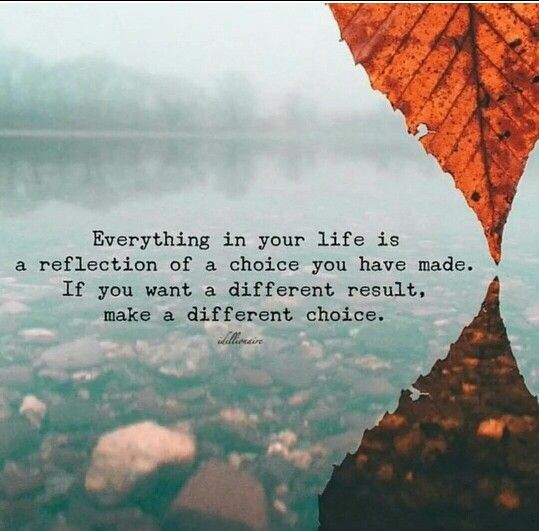 Everything in your life is
a reflection of a choice you have made.
If you want a different result,
make a different choice.
idillionaire